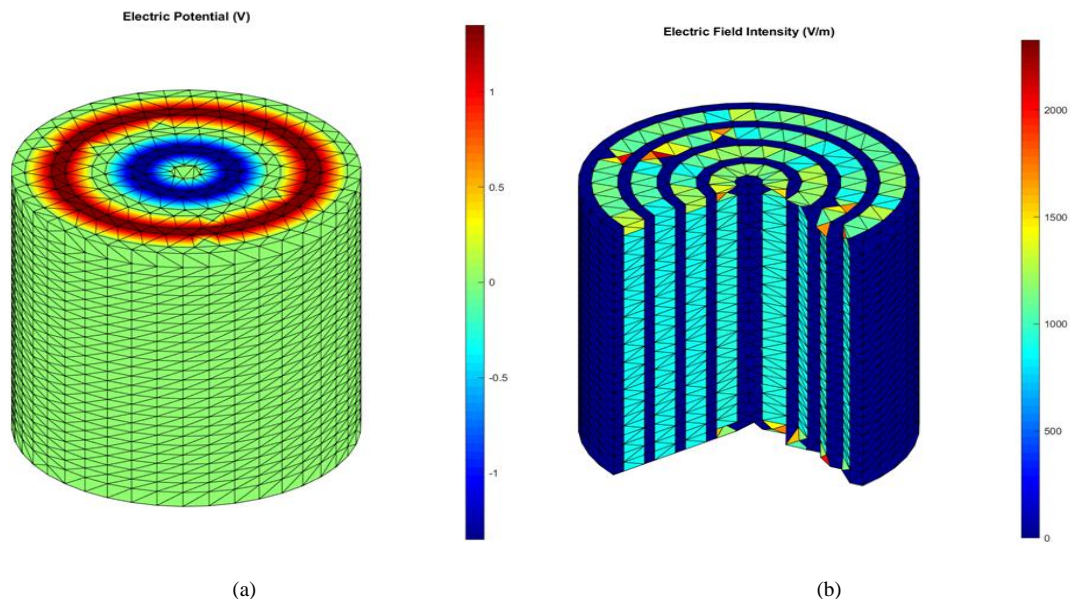 Electric Potential (V)
1
0.5
0
-0.5
-1
(a)
Electric Field Intensity (V/m)
2000
1500
1000
500
0
(b)